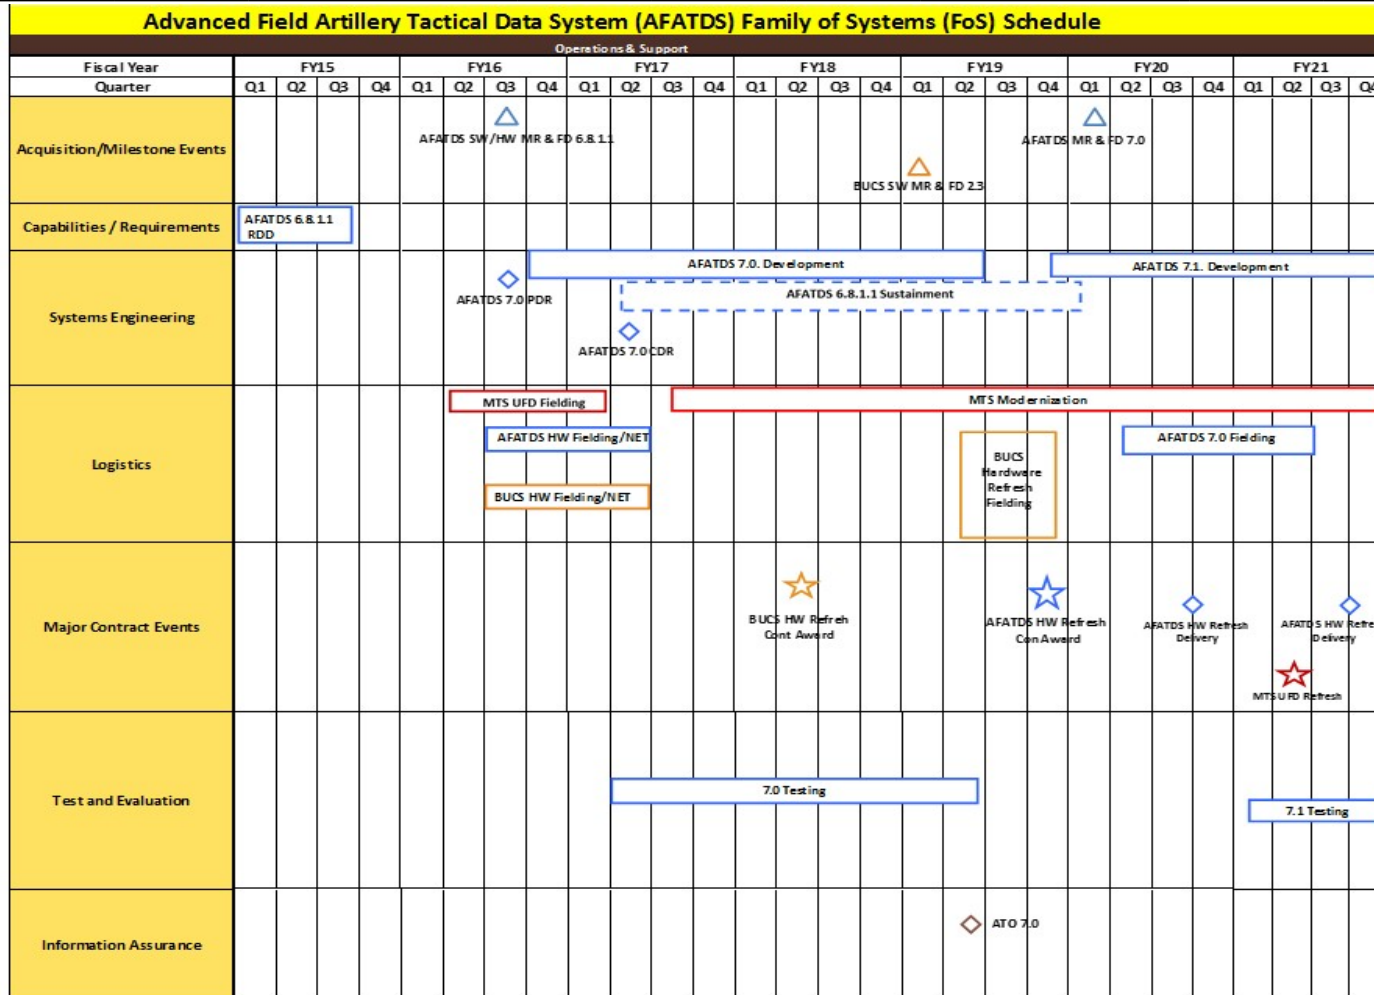 Advanced Field Artillery Tactical Data System (AFATDS) Family of Systems (FoS) Schedule
Operations & Support
Fiscal Year FY15 FY16 FY17 FY18 FY19 FY20 FY21
Quarter Q1 Q2 Q3 Q4 Q1 Q2 Q3 Q4 Q1 Q2 Q3 Q4 Q1 Q2 Q3 Q4 Q1 Q2 Q3 Q4 Q1 Q2 Q3 Q4 Q1 Q2 Q3 Q4
Acquisition/Milestone Events
AFATDS SW/HW MR & FD 6.8.1.1
AFATDS MR & FD 7.0
BUCS SW MR & FD 2.3
Capabilities / Requirements
AFATDS 6.8.1.1
RDD
Systems Engineering
AFATDS 7.0. Development
AFATDS 7.1. Development
AFATDS 6.8.1.1 Sustainment
AFATDS 7.0 PDR
AFATDS 7.0 CDR
Logistics
MTS UFD Fielding
MTS Modernization
AFATDS HW Fielding/NET
AFATDS 7.0 Fielding
BUCS HW Fielding/NET
BUCS
Hardware
Refresh
Fielding
Major Contract Events
BUCS HW Refreh
Cont Award
AFATDS HW Refresh
Con Award
AFATDS HW Refresh
Delivery
AFATDS HW Refre
Delivery
MTS UFD Refresh
Test and Evaluation
7.0 Testing
7.1 Testing
Information Assurance
ATO 7.0